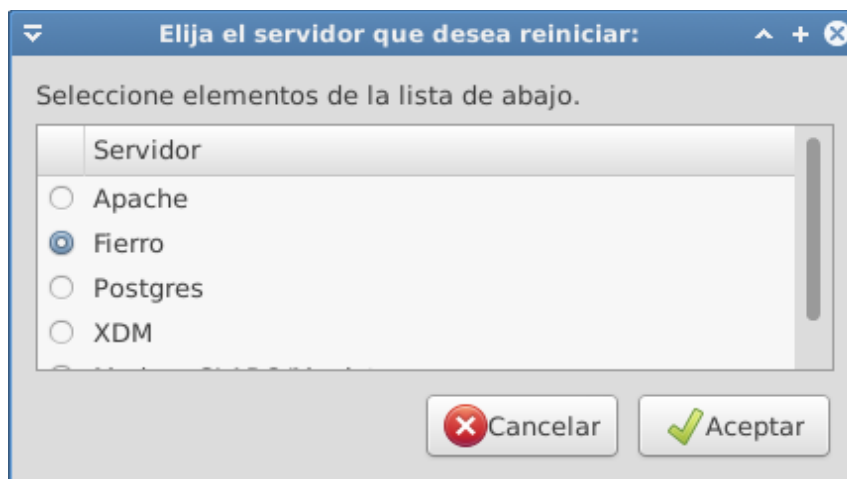 Elija el servidor que desea reiniciar:
Seleccione elementos de la lista de abajo.
Servidor
Apache
Fierro
Postgres
XDM
Cancelar
Aceptar